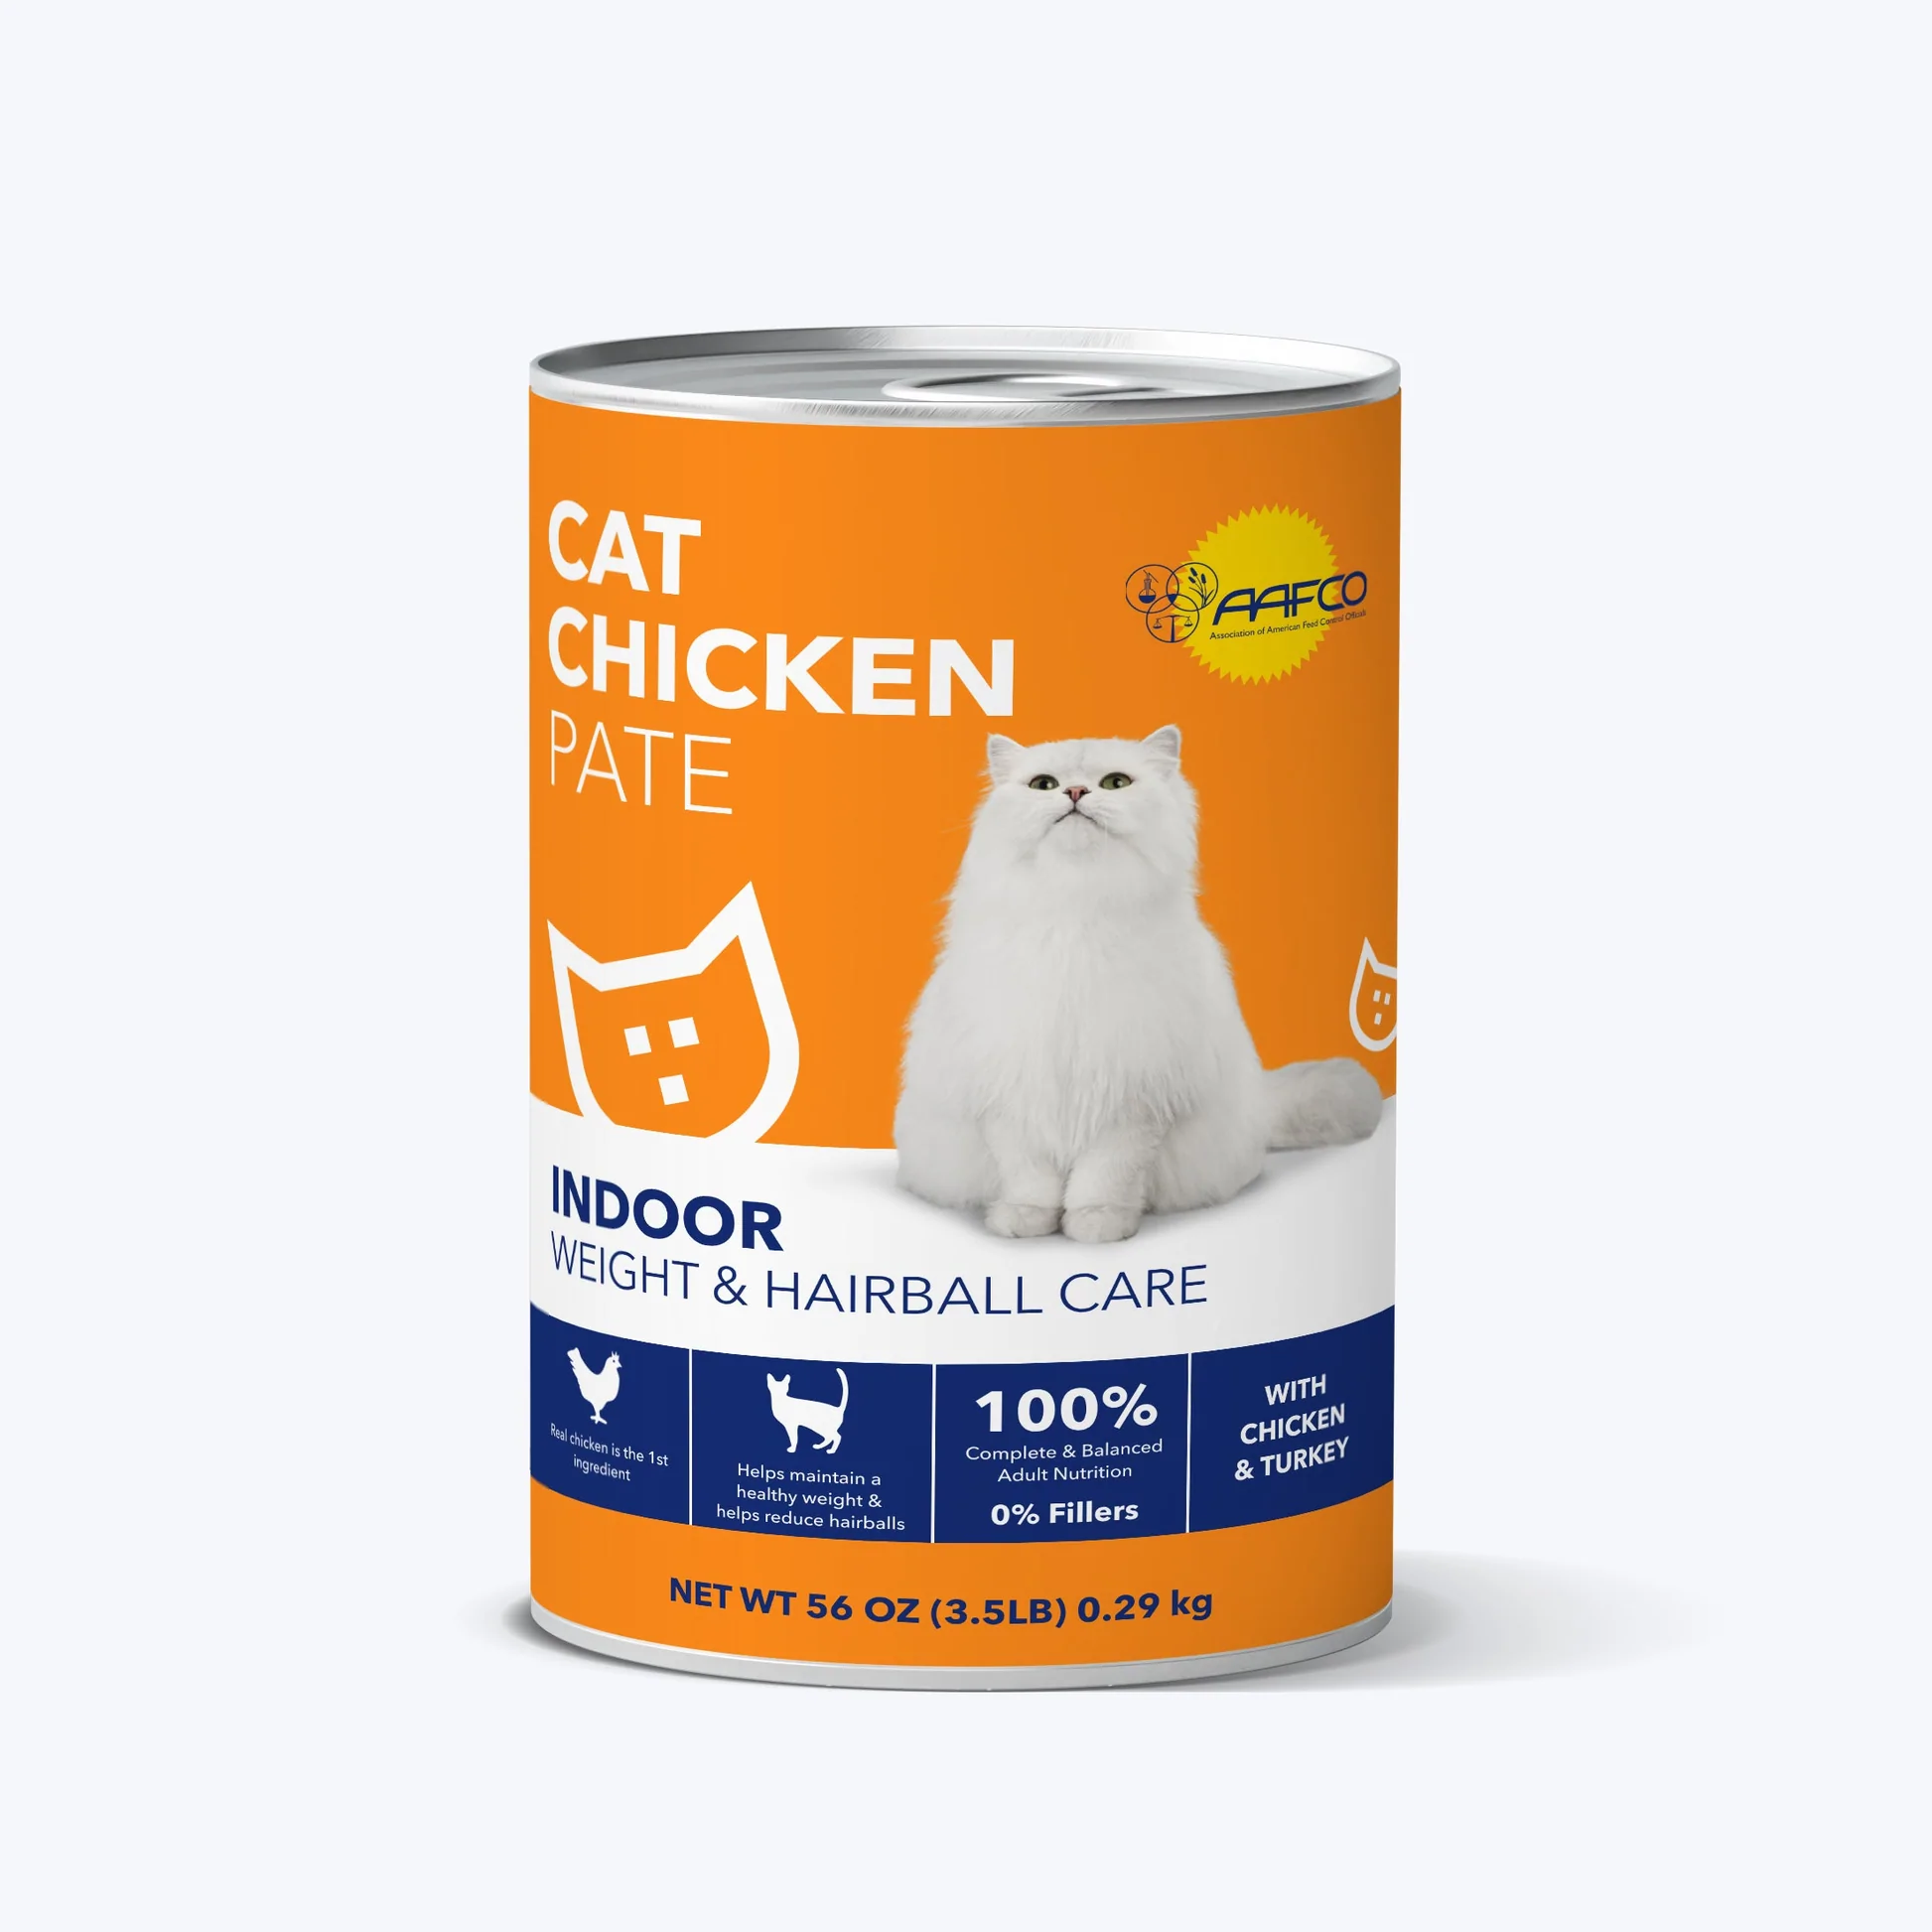 CAT
CHICKEN
PATE
AAFCO
Association of American Feed Control Officials
INDOOR
WEIGHT & HAIRBALL CARE
Real chicken is the 1st
ingredient
Helps maintain a
healthy weight &
helps reduce hairballs
100%
Complete & Balanced
Adult Nutrition
0% Fillers
WITH
CHICKEN
& TURKEY
NET WT 56 OZ (3.5LB) 0.29 kg